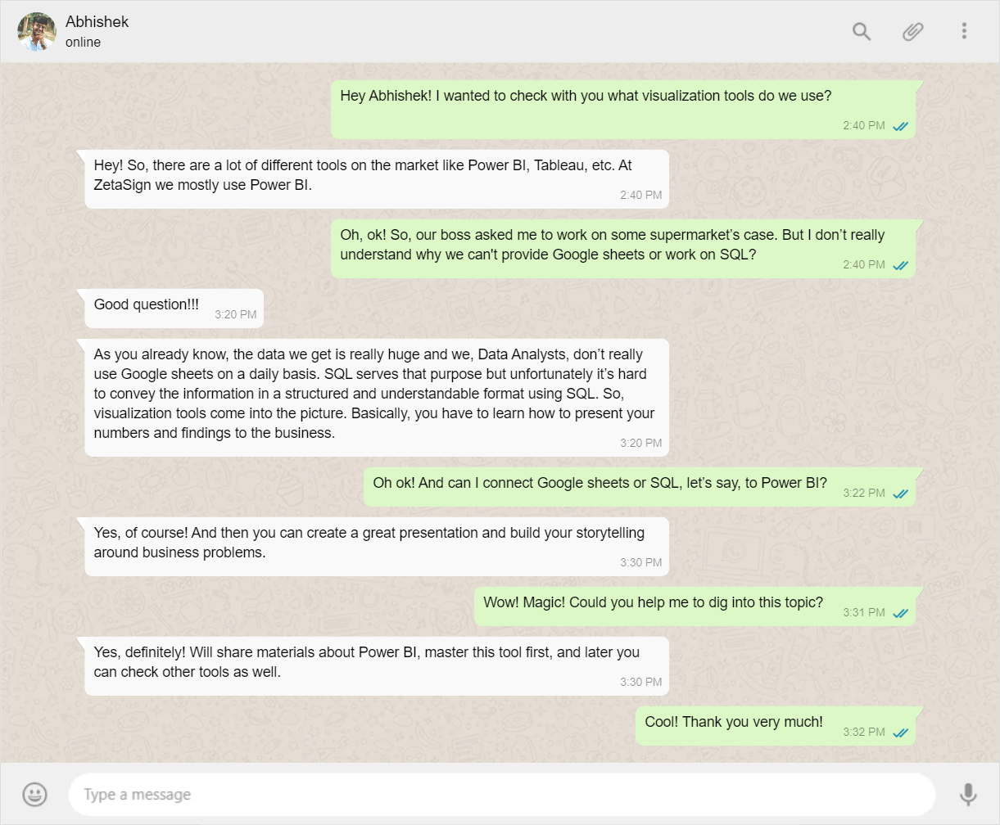 Abhishek
online
Hey Abhishek! I wanted to check with you what visualization tools do we use?
2:40 PM
Hey! So, there are a lot of different tools on the market like Power BI, Tableau, etc. At
ZetaSign we mostly use Power BI.
2:40 PM
Oh, ok! So, our boss asked me to work on some supermarket’s case. But I don’t really
understand why we can't provide Google sheets or work on SQL?
2:40 PM
Good question!!!
3:20 PM
As you already know, the data we get is really huge and we, Data Analysts, don’t really
use Google sheets on a daily basis. SQL serves that purpose but unfortunately it’s hard
to convey the information in a structured and understandable format using SQL. So,
visualization tools come into the picture. Basically, you have to learn how to present your
numbers and findings to the business.
3:20 PM
Oh ok! And can I connect Google sheets or SQL, let’s say, to Power BI?
3:22 PM
Yes, of course! And then you can create a great presentation and build your storytelling
around business problems.
3:30 PM
Wow! Magic! Could you help me to dig into this topic?
3:31 PM
Yes, definitely! Will share materials about Power BI, master this tool first, and later you
can check other tools as well.
3:30 PM
Cool! Thank you very much!
3:32 PM
Type a message